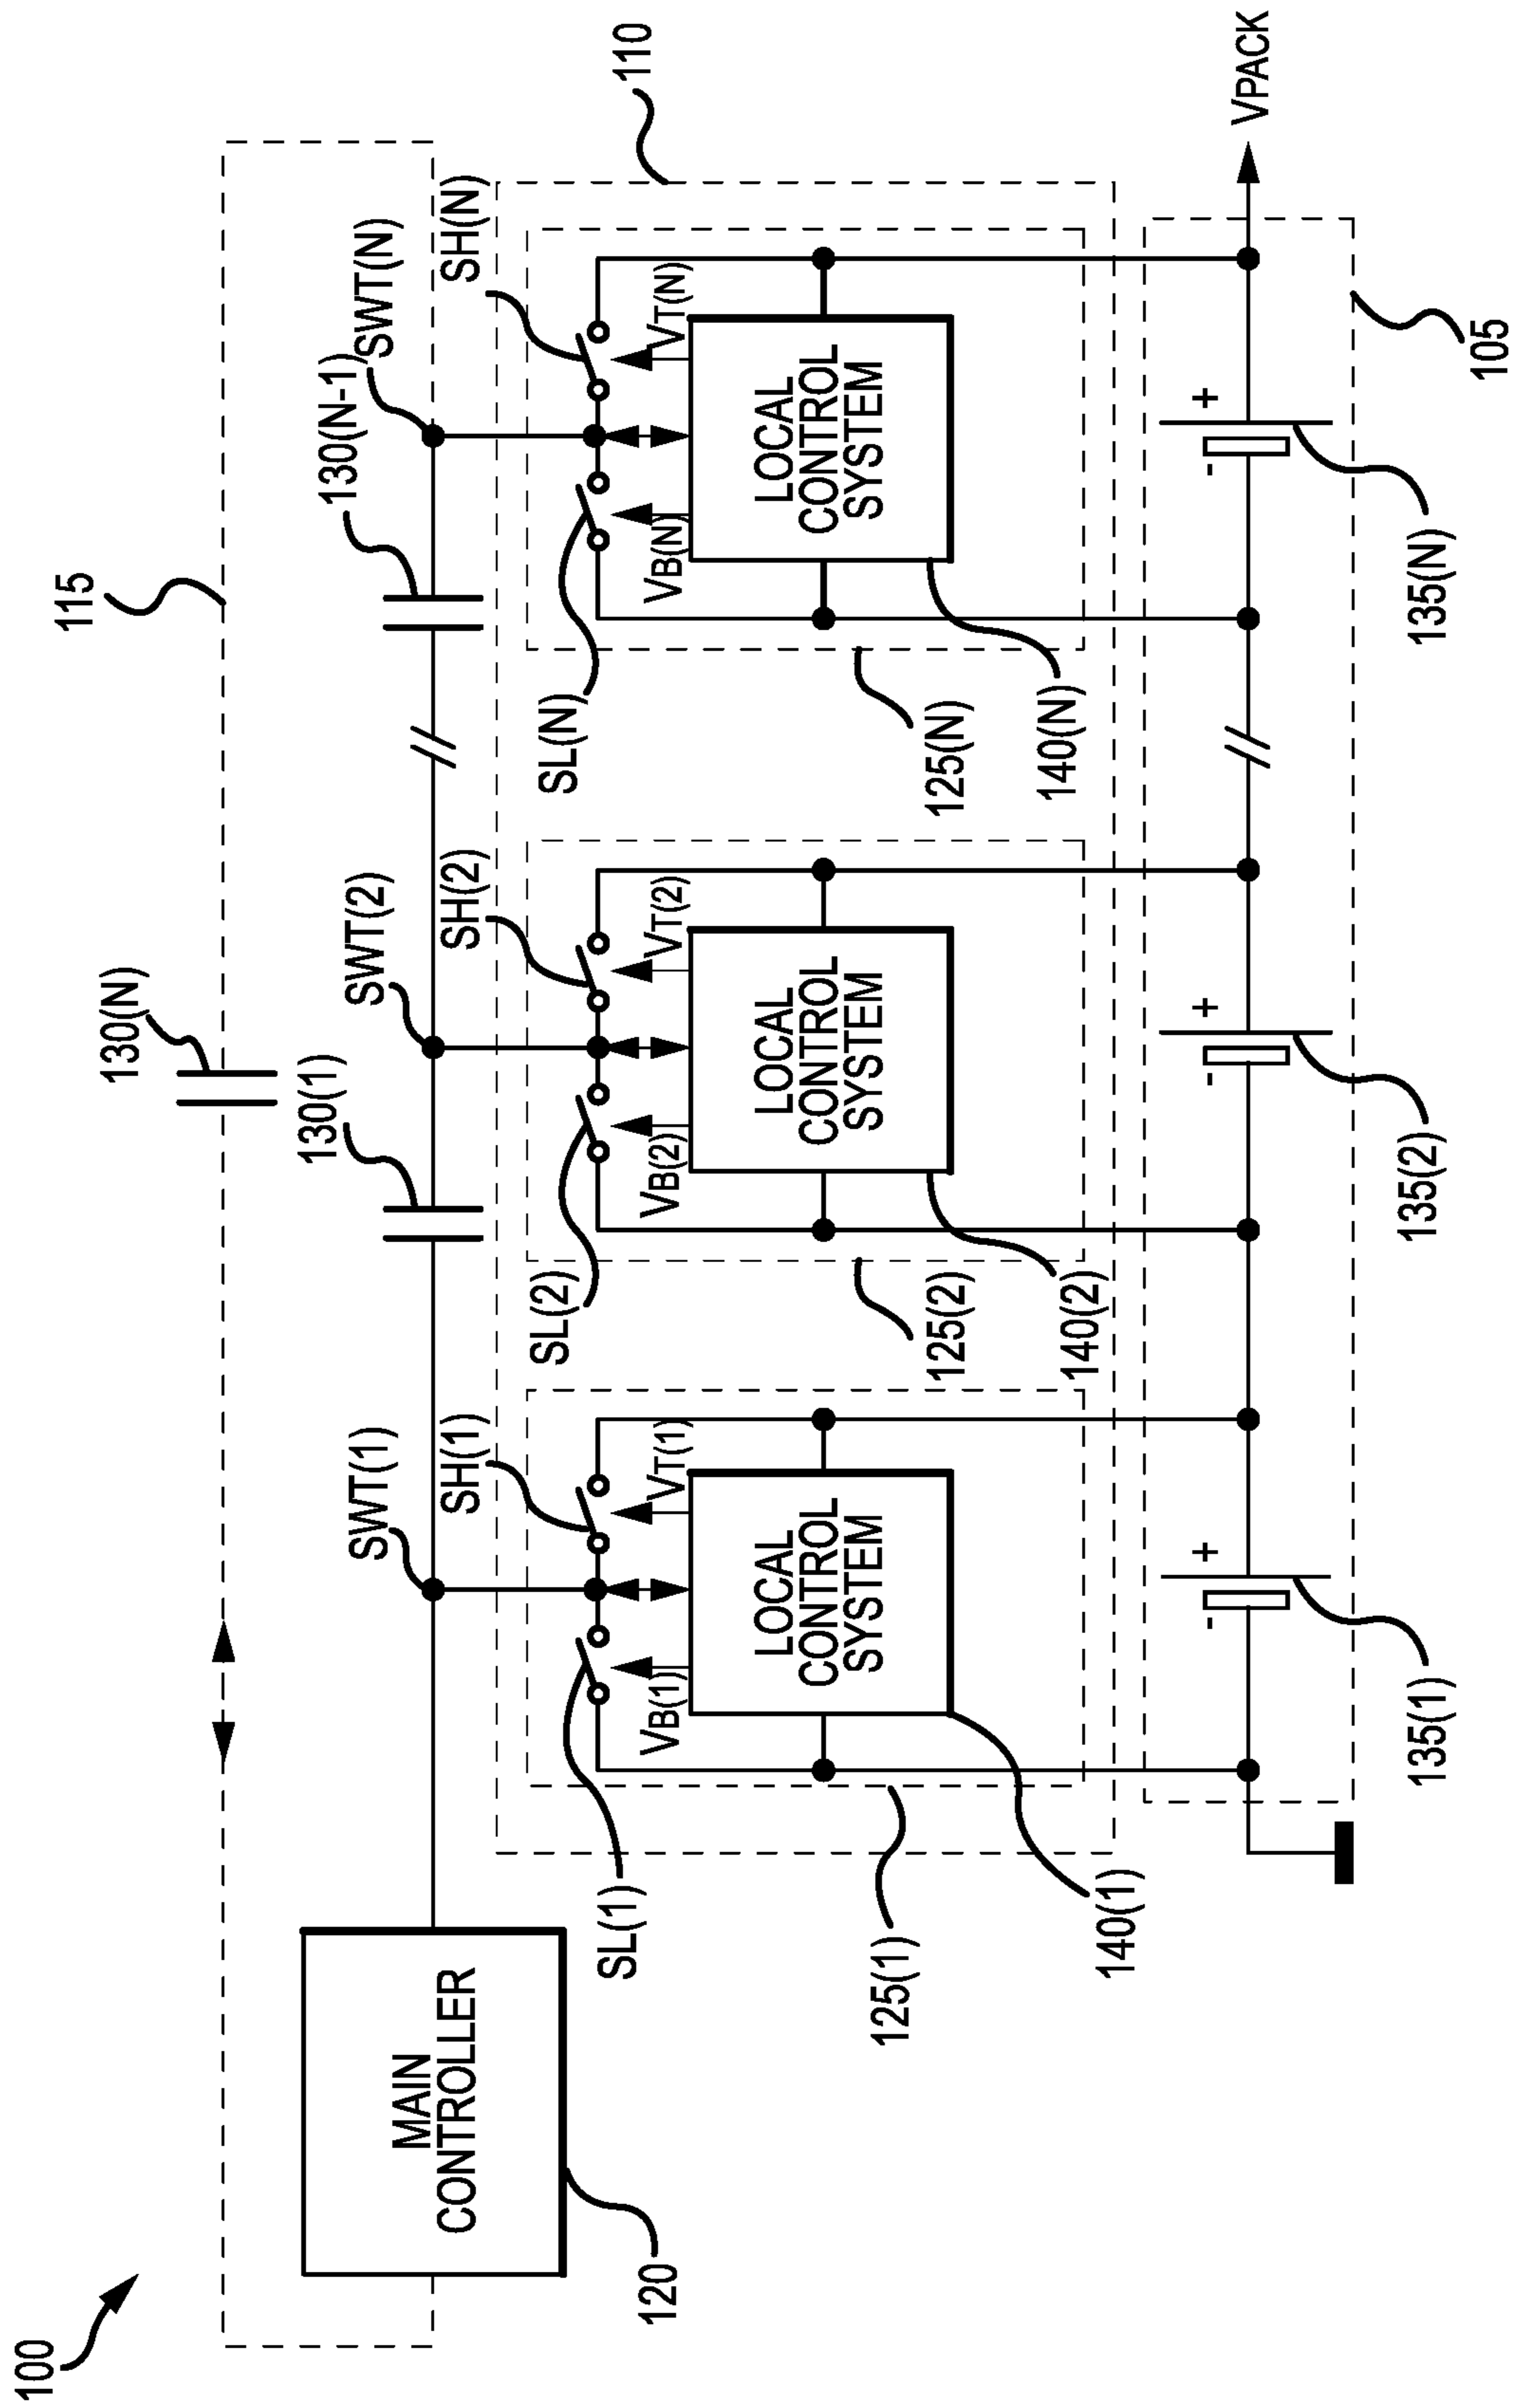 100
115
130(N)
110
MAIN
CONTROLLER
120
SWT(1)
130(1)
SWT(2)
130(N-1)
SWT(N)
SH(1)
SH(2)
SH(N)
SL(1)
SL(2)
SL(N)
VB(1)
VT(1)
VB(2)
VT(2)
VB(N)
VT(N)
LOCAL
CONTROL
SYSTEM
LOCAL
CONTROL
SYSTEM
LOCAL
CONTROL
SYSTEM
125(1)
125(2)
125(N)
140(1)
140(2)
140(N)
- +
- +
- +
VPACK
135(1)
135(2)
135(N)
105